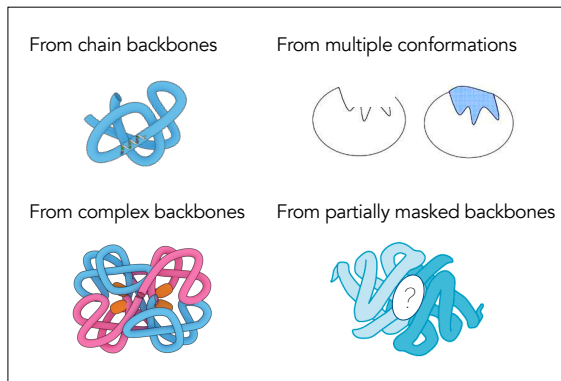 From chain backbones
From multiple conformations
From complex backbones
From partially masked backbones
?